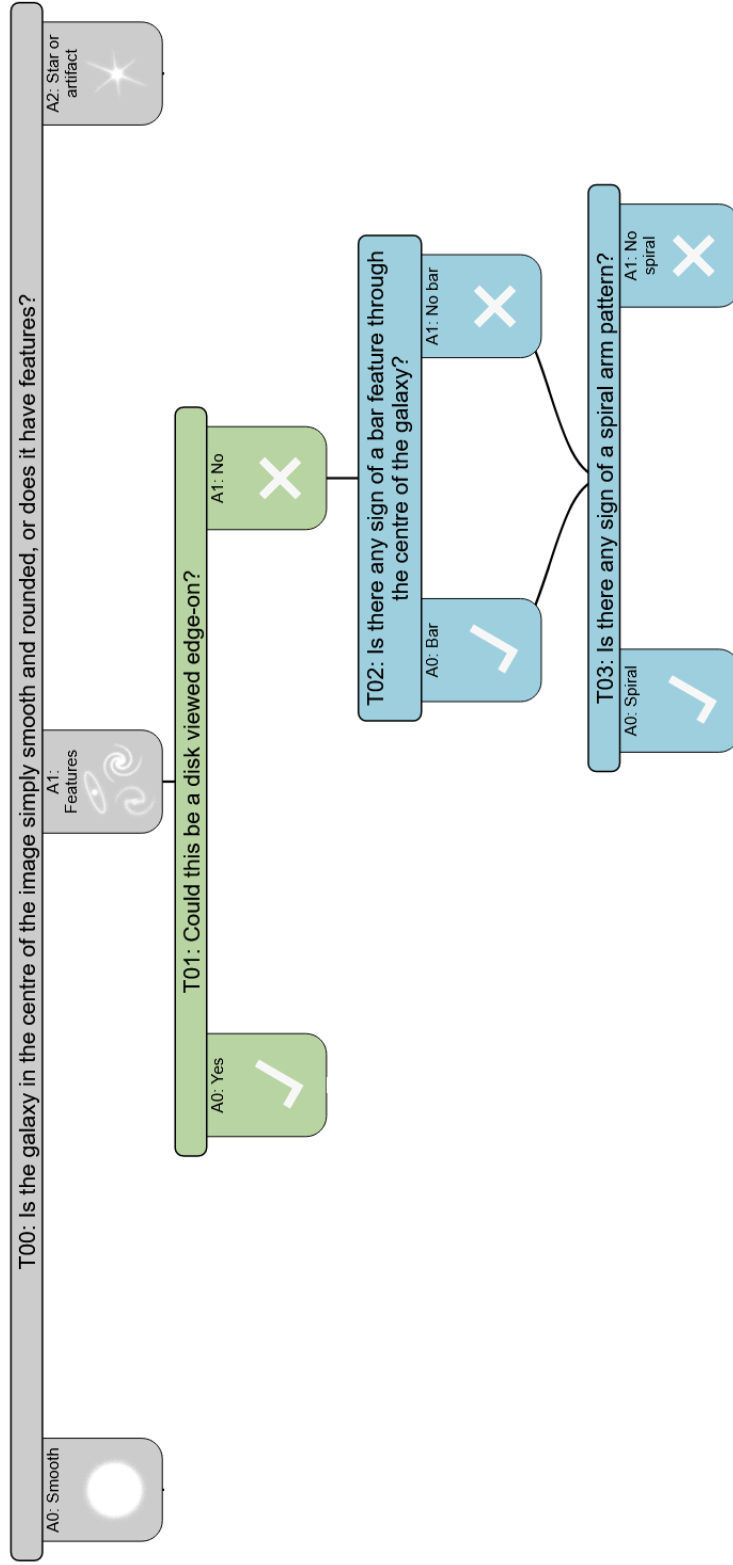 T00: Is the galaxy in the centre of the image simply smooth and rounded, or does it have features?
A0: Smooth
A1:
Features
A2: Star or
artifact
T01: Could this be a disk viewed edge-on?
A0: Yes
A1: No
T02: Is there any sign of a bar feature through
the centre of the galaxy?
A0: Bar
A1: No bar
T03: Is there any sign of a spiral arm pattern?
A0: Spiral
A1: No
spiral